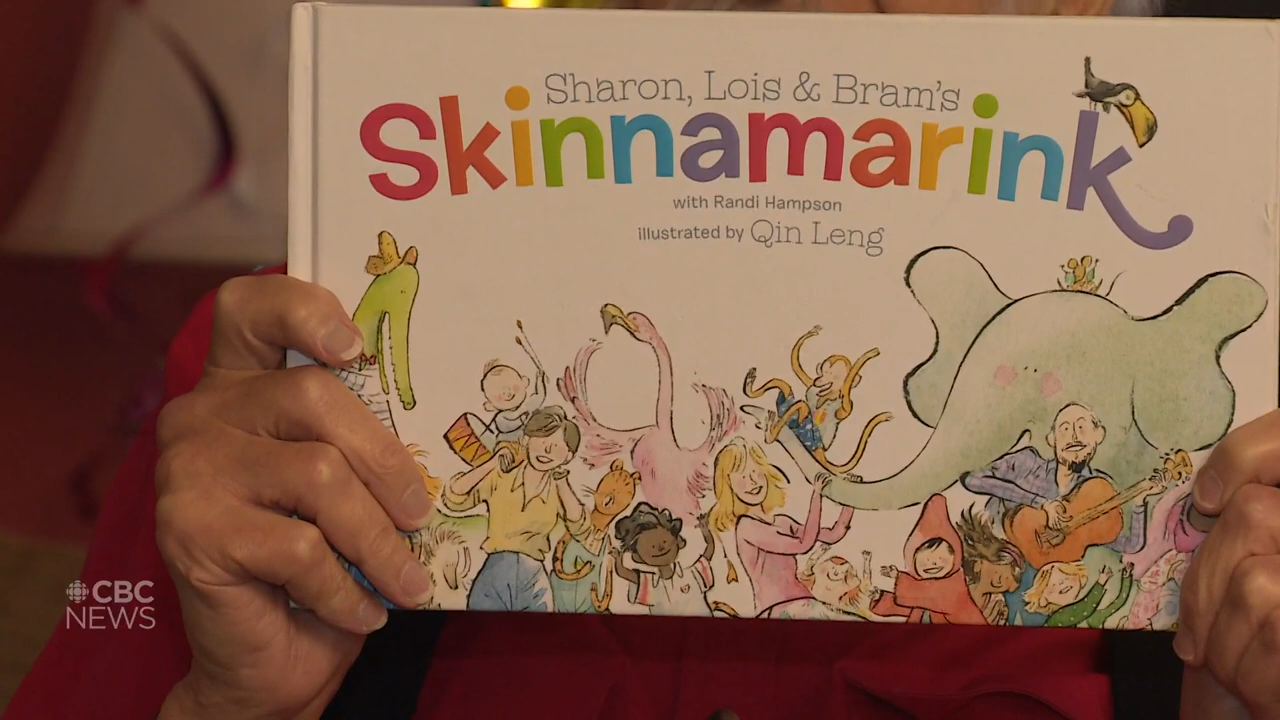 Sharon, Lois & Bram's
Skinnamarink
with Randi Hampson
illustrated by Qin Leng
CBC
NEWS